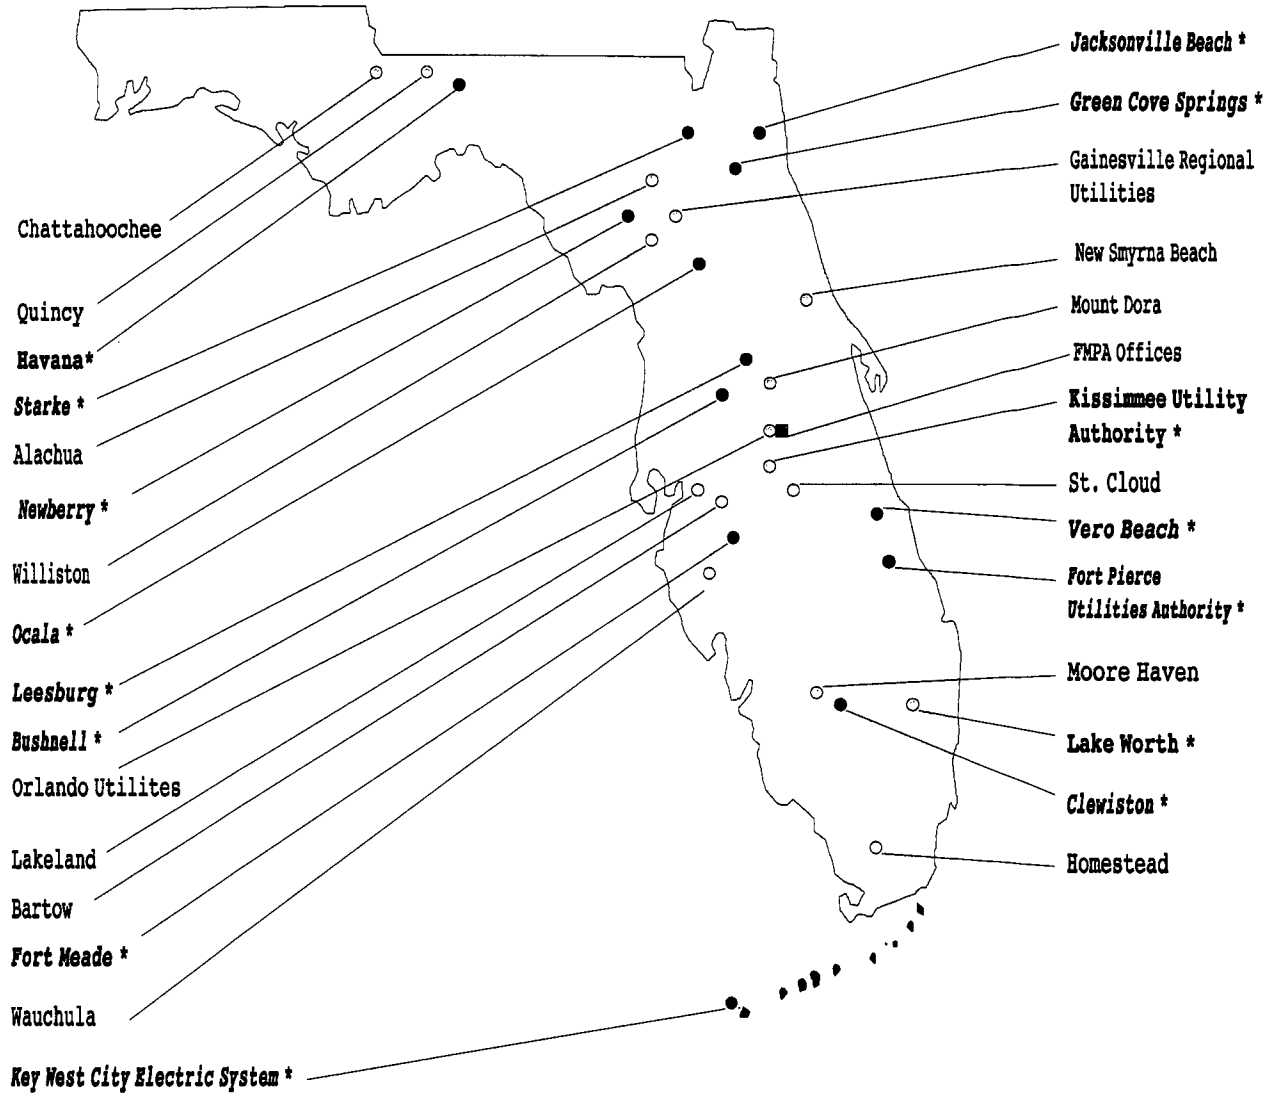 Jacksonville Beach *
Green Cove Springs *
Gainesville Regional
Utilities
Chattahoochee
New Smyrna Beach
Quincy
Mount Dora
Havana*
FMPA Offices
Starke *
Kissimmee Utility
Authority *
Alachua
St. Cloud
Newberry *
Vero Beach *
Williston
Fort Pierce
Utilities Authority *
Ocala *
Leesburg *
Moore Haven
Bushnell *
Lake Worth *
Orlando Utilites
Clewiston *
Lakeland
Homestead
Bartow
Fort Meade *
Wauchula
Key West City Electric System *